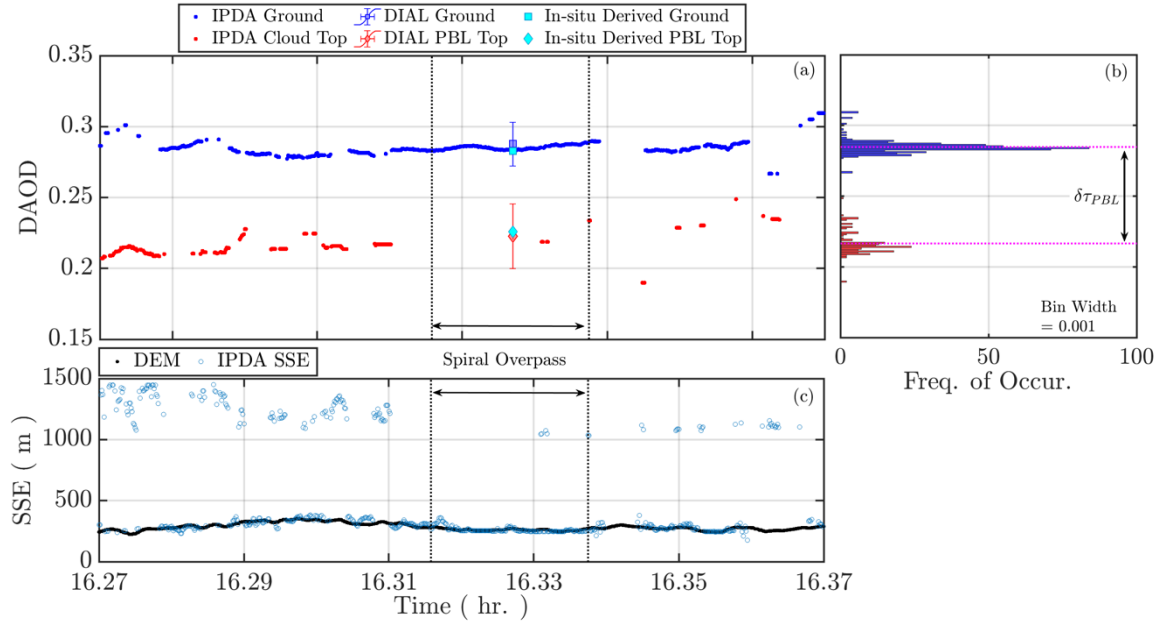 IPDA Ground DIAL Ground In-situ Derived Ground
IPDA Cloud Top DIAL PBL Top In-situ Derived PBL Top
0.35
0.3
0.25
0.2
0.15
DAOD
(a)
(b)
δτPBL
Bin Width
= 0.001
0 50 100
Freq. of Occur.
DEM IPDA SSE
Spiral Overpass
1500
1000
500
0
SSE ( m )
(c)
16.27 16.29 16.31 16.33 16.35 16.37
Time ( hr. )